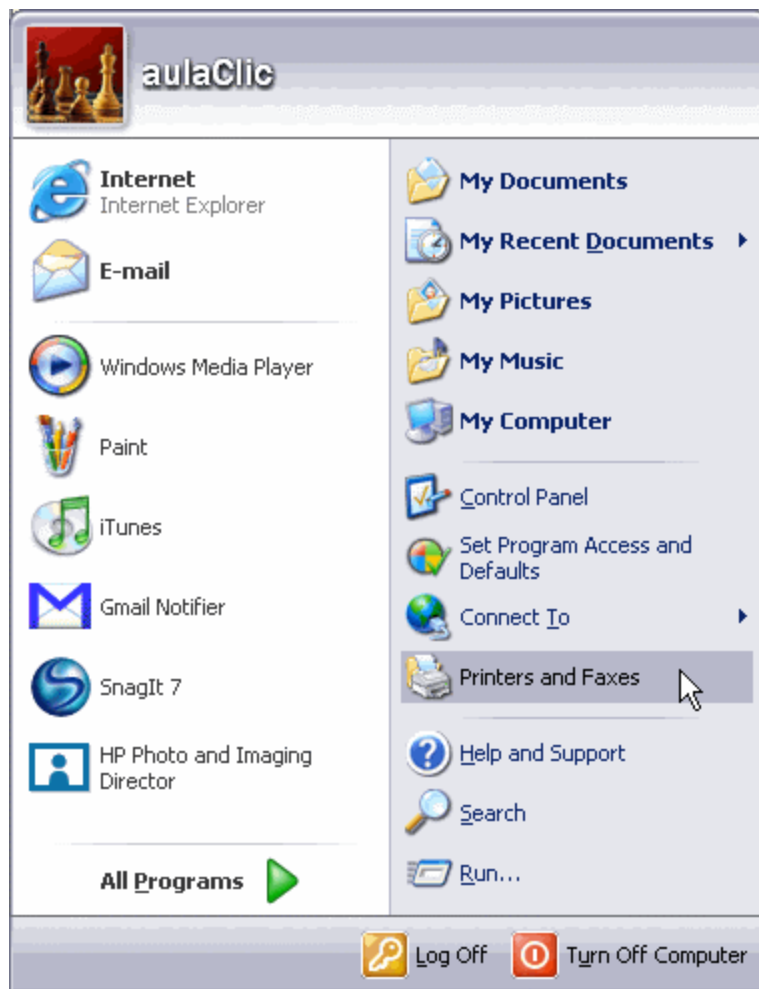 aulaClic
Internet
Internet Explorer
E-mail
Windows Media Player
Paint
iTunes
Gmail Notifier
SnagIt 7
HP Photo and Imaging
Director
All Programs
My Documents
My Recent Documents
My Pictures
My Music
My Computer
Control Panel
Set Program Access and
Defaults
Connect To
Printers and Faxes
Help and Support
Search
Run...
Log Off
Turn Off Computer